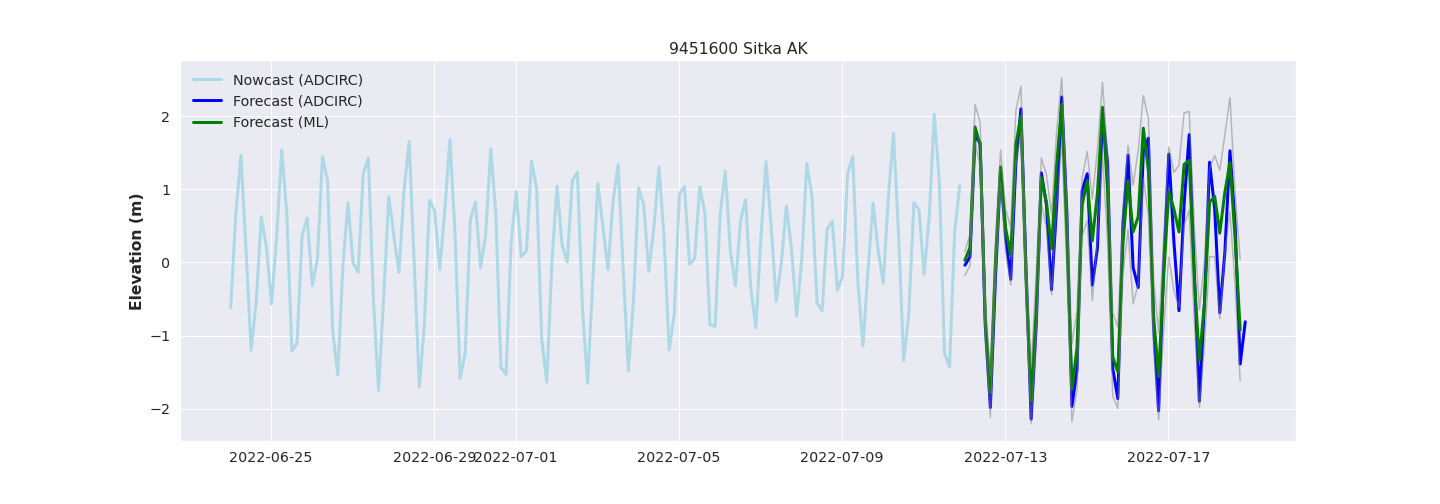 9451600 Sitka AK
Nowcast (ADCIRC)
Forecast (ADCIRC)
Forecast (ML)
Elevation (m)
2
1
0
−1
−2
2022-06-25
2022-06-29
2022-07-01
2022-07-05
2022-07-09
2022-07-13
2022-07-17